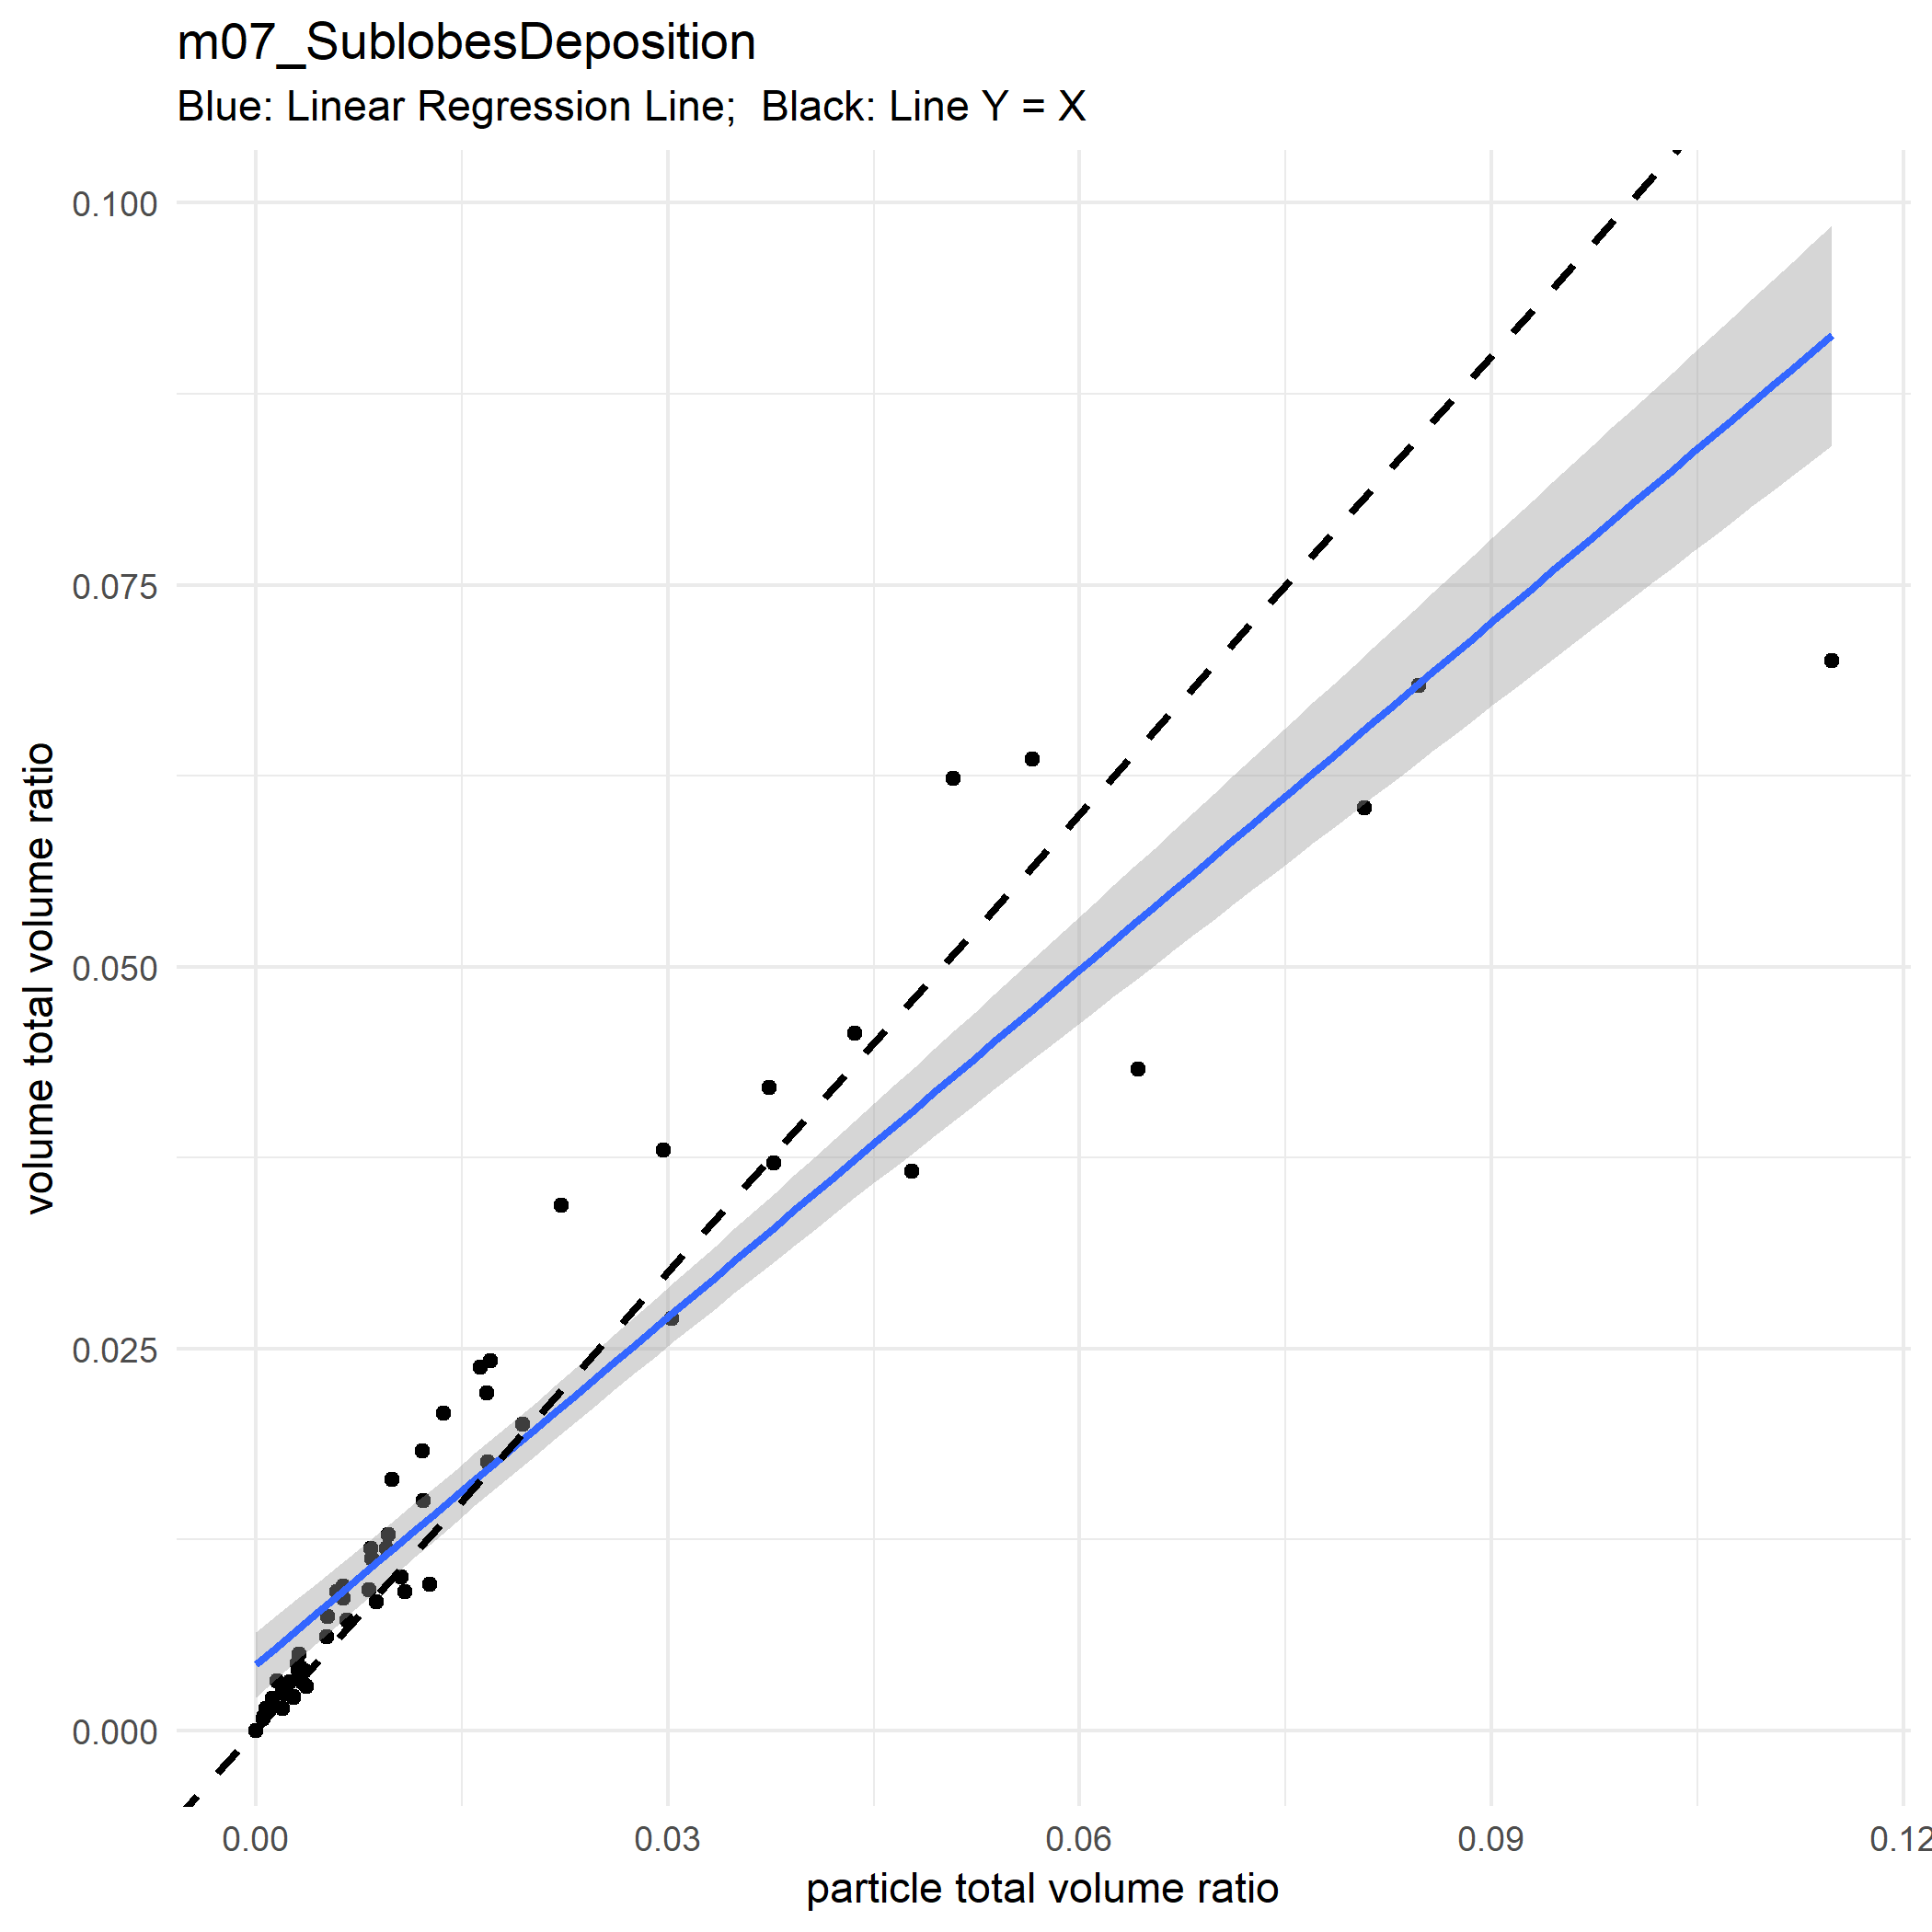 m07_SublobesDeposition
Blue: Linear Regression Line;  Black: Line Y = X
0.100
0.075
0.050
0.025
0.000
volume total volume ratio
0.00 0.03 0.06 0.09 0.12
particle total volume ratio